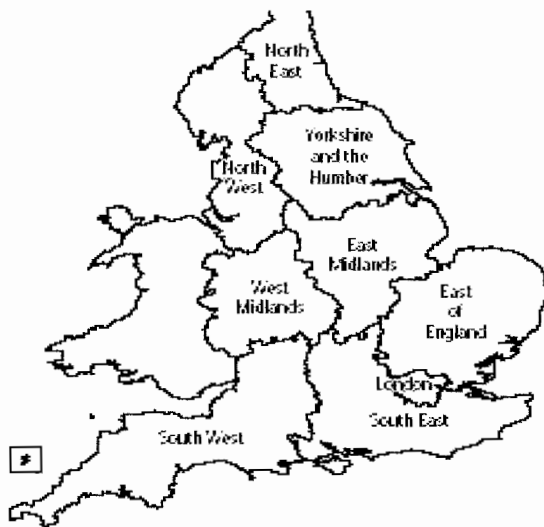 North
East
Yorkshire
and the
Humber
North
West
East
Midlands
West
Midlands
East
of
England
London
South East
South West